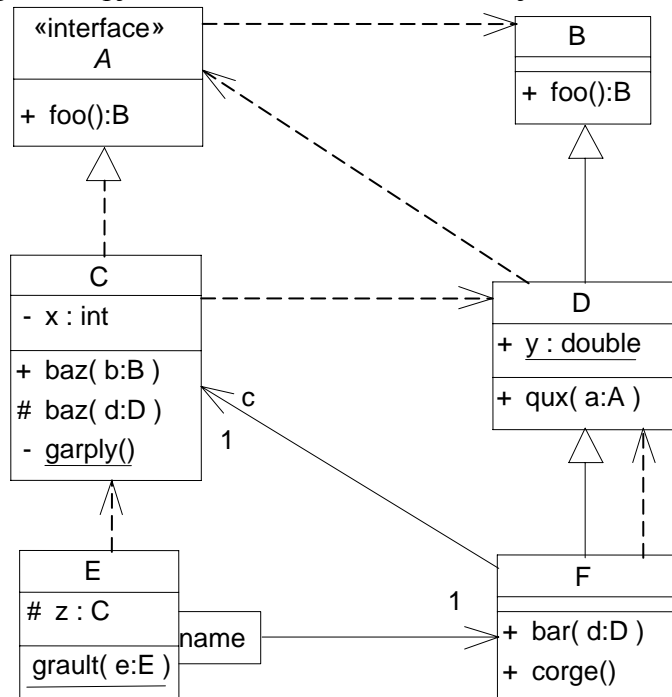 «interface»
A
+ foo():B
B
+ foo():B
C
- x : int
+ baz( b:B )
# baz( d:D )
- garply()
D
+ y : double
+ qux( a:A )
c
1
E
# z : C
grault( e:E )
name
1
F
+ bar( d:D )
+ corge()